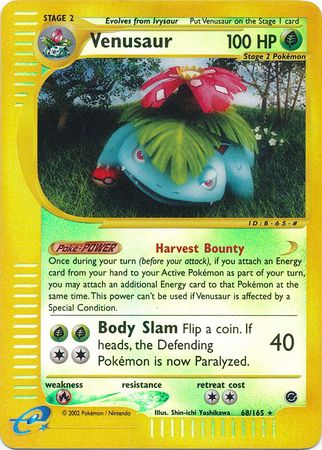 STAGE 2
Evolves from Ivysaur
Put Venusaur on the Stage 1 card
Venusaur
100 HP
Stage 2 Pokémon
ID:B-65-#
POKé-POWER
Harvest Bounty
Once during your turn (before your attack), if you attach an Energy
card from your hand to your Active Pokémon as part of your turn,
you may attach an additional Energy card to that Pokémon at
the same time. This power can't be used if Venusaur is affected by a
Special Condition.
Body Slam Flip a coin. If
heads, the Defending
Pokémon is now Paralyzed.
40
weakness
resistance
retreat cost
e
© 2002 Pokémon / Nintendo
Illus. Shin-ichi Yoshikawa
68/165 ★